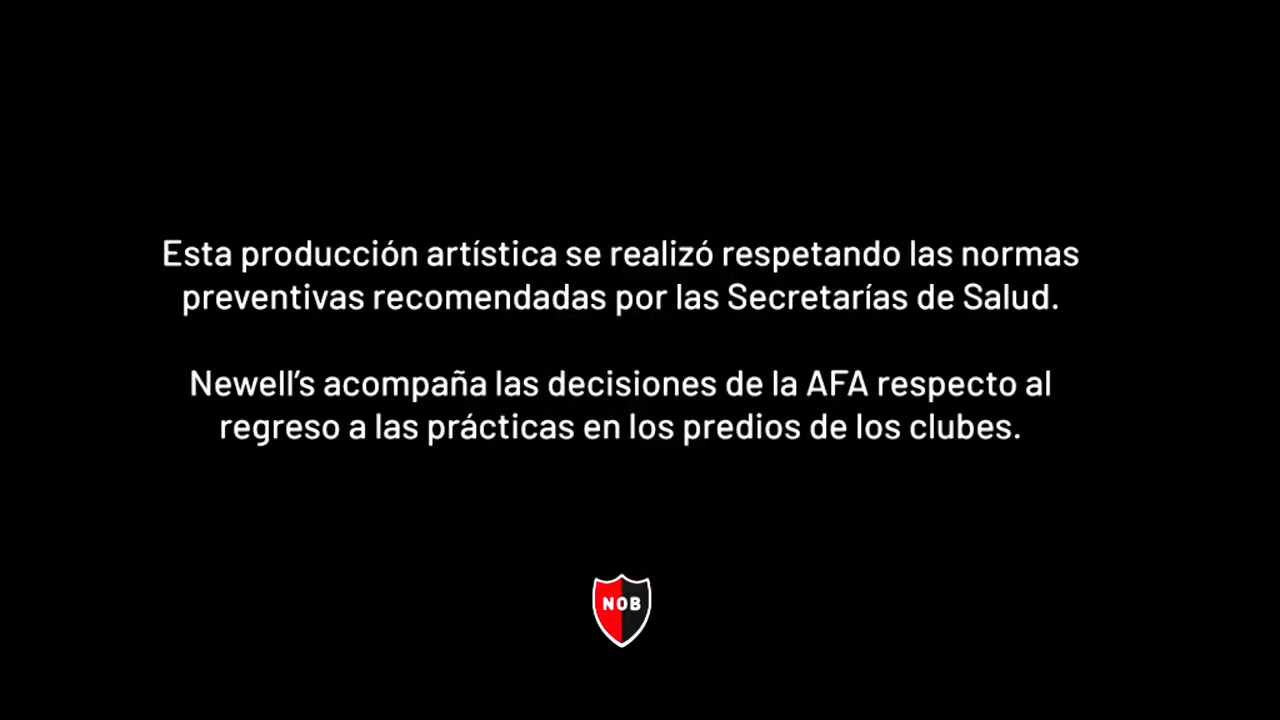 Esta producción artística se realizó respetando las normas
preventivas recomendadas por las Secretarías de Salud.
Newell’s acompaña las decisiones de la AFA respecto al
regreso a las prácticas en los predios de los clubes.
NOB